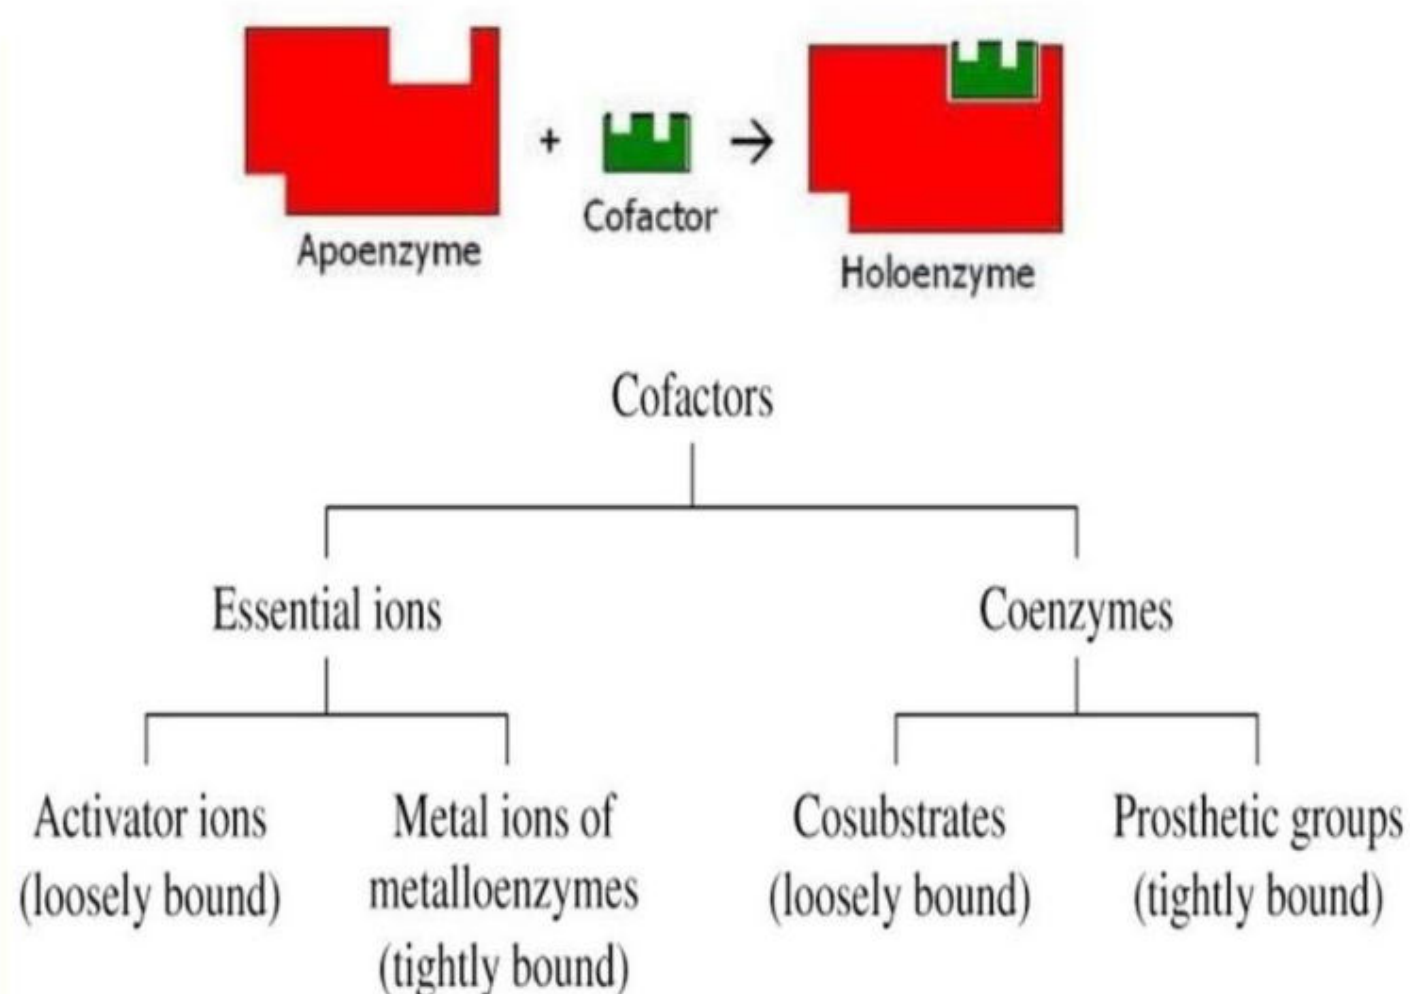 +
→
Cofactor
Apoenzyme
Holoenzyme
Cofactors
Essential ions
Coenzymes
Activator ions
(loosely bound)
Metal ions of
metalloenzymes
(tightly bound)
Cosubstrates
(loosely bound)
Prosthetic groups
(tightly bound)